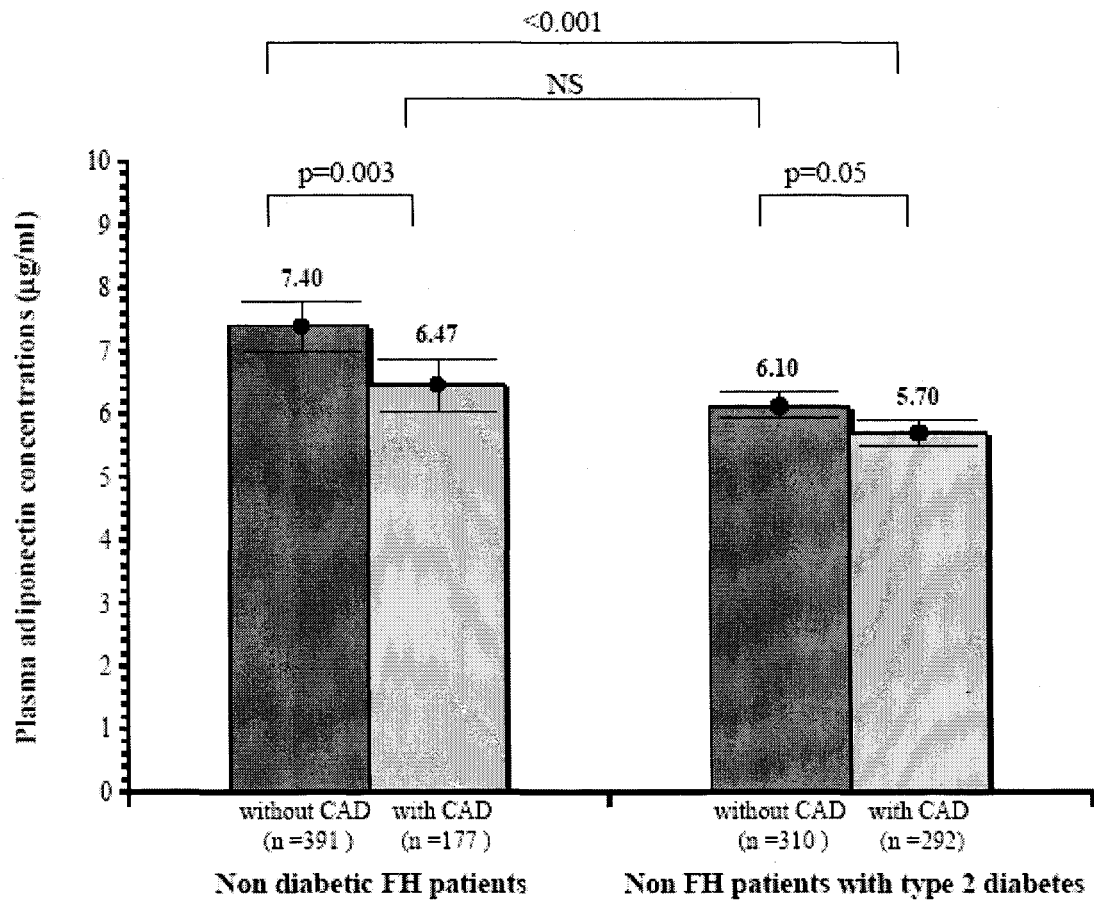 <0.001
NS
p=0.003
p=0.05
Plasma adiponectin concentrations (µg/ml)
10
9
8
7
6
5
4
3
2
1
0
7.40
6.47
6.10
5.70
without CAD
(n =391 )
with CAD
(n =177 )
without CAD
(n =310 )
with CAD
(n =292)
Non diabetic FH patients
Non FH patients with type 2 diabetes